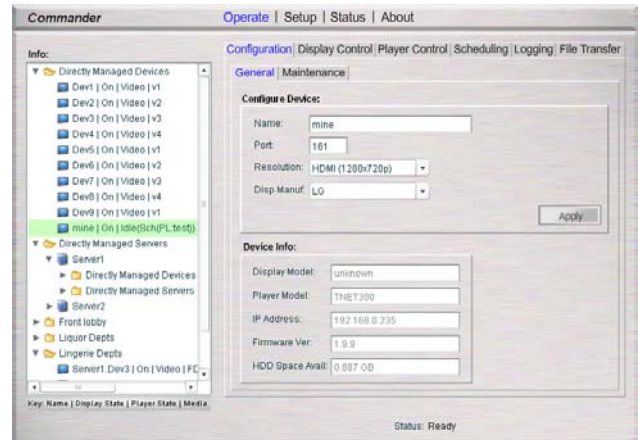 Commander
Operate | Setup | Status | About
Info:
Directly Managed Devices
Dev1 | On | Video | v1
Dev2 | On | Video | v2
Dev3 | On | Video | v3
Dev4 | On | Video | v4
Dev5 | On | Video | v1
Dev6 | On | Video | v2
Dev7 | On | Video | v3
Dev8 | On | Video | v4
Dev9 | On | Video | v1
mine | On | Idle(Sch(PL:test))
Directly Managed Servers
Server1
Directly Managed Devices
Directly Managed Servers
Server2
Front lobby
Liquor Depts
Lingerie Depts
Server1.Dev3 | On | Video | FD
Key: Name | Display State | Player State | Media
Configuration | Display Control | Player Control | Scheduling | Logging | File Transfer
General | Maintenance
Configure Device:
Name: mine
Port: 161
Resolution: HDMI (1280x720p)
Disp Manuf: LG
Apply
Device Info:
Display Model: unknown
Player Model: TNET300
IP Address: 192.168.0.235
Firmware Ver: 1.9.9
HDD Space Avail: 0.887 GB
Status: Ready